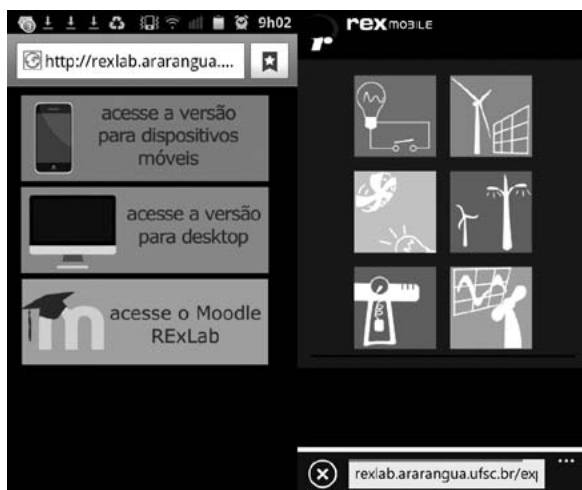 9h02
http://rexlab.ararangua....
acesse a versão
para dispositivos
móveis
acesse a versão
para desktop
m
acesse o Moodle
RExLab
r
rex MOBILE
rexlab.ararangua.ufsc.br/exp
...